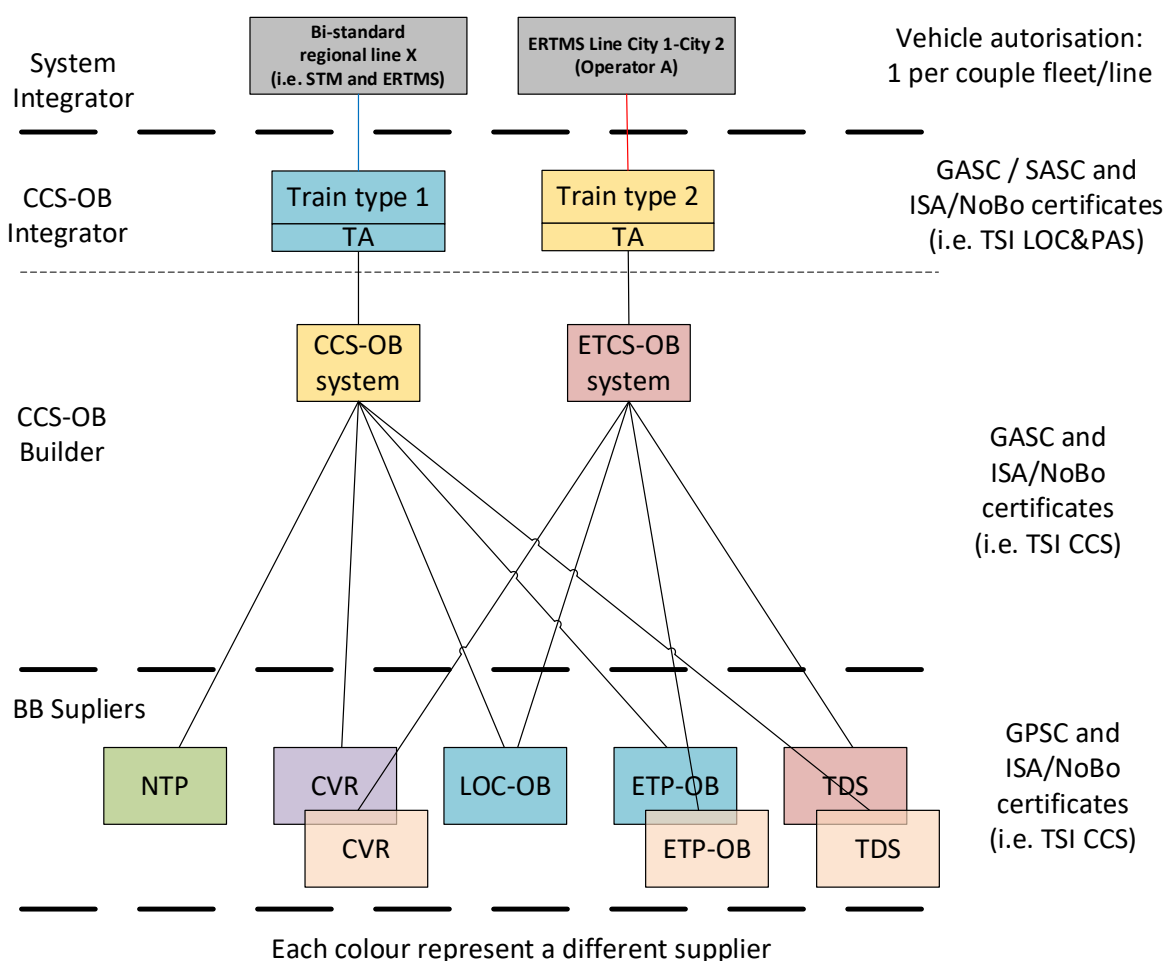 System
Integrator
Bi-standard
regional line X
(i.e. STM and ERTMS)
ERTMS Line City 1-City 2
(Operator A)
Vehicle autorisation:
1 per couple fleet/line
CCS-OB
Integrator
Train type 1
TA
Train type 2
TA
GASC / SASC and
ISA/NoBo certificates
(i.e. TSI LOC&PAS)
CCS-OB
system
ETCS-OB
system
CCS-OB
Builder
GASC and
ISA/NoBo
certificates
(i.e. TSI CCS)
BB Supliers
NTP
CVR
LOC-OB
ETP-OB
TDS
CVR
ETP-OB
TDS
GPSC and
ISA/NoBo
certificates
(i.e. TSI CCS)
Each colour represent a different supplier